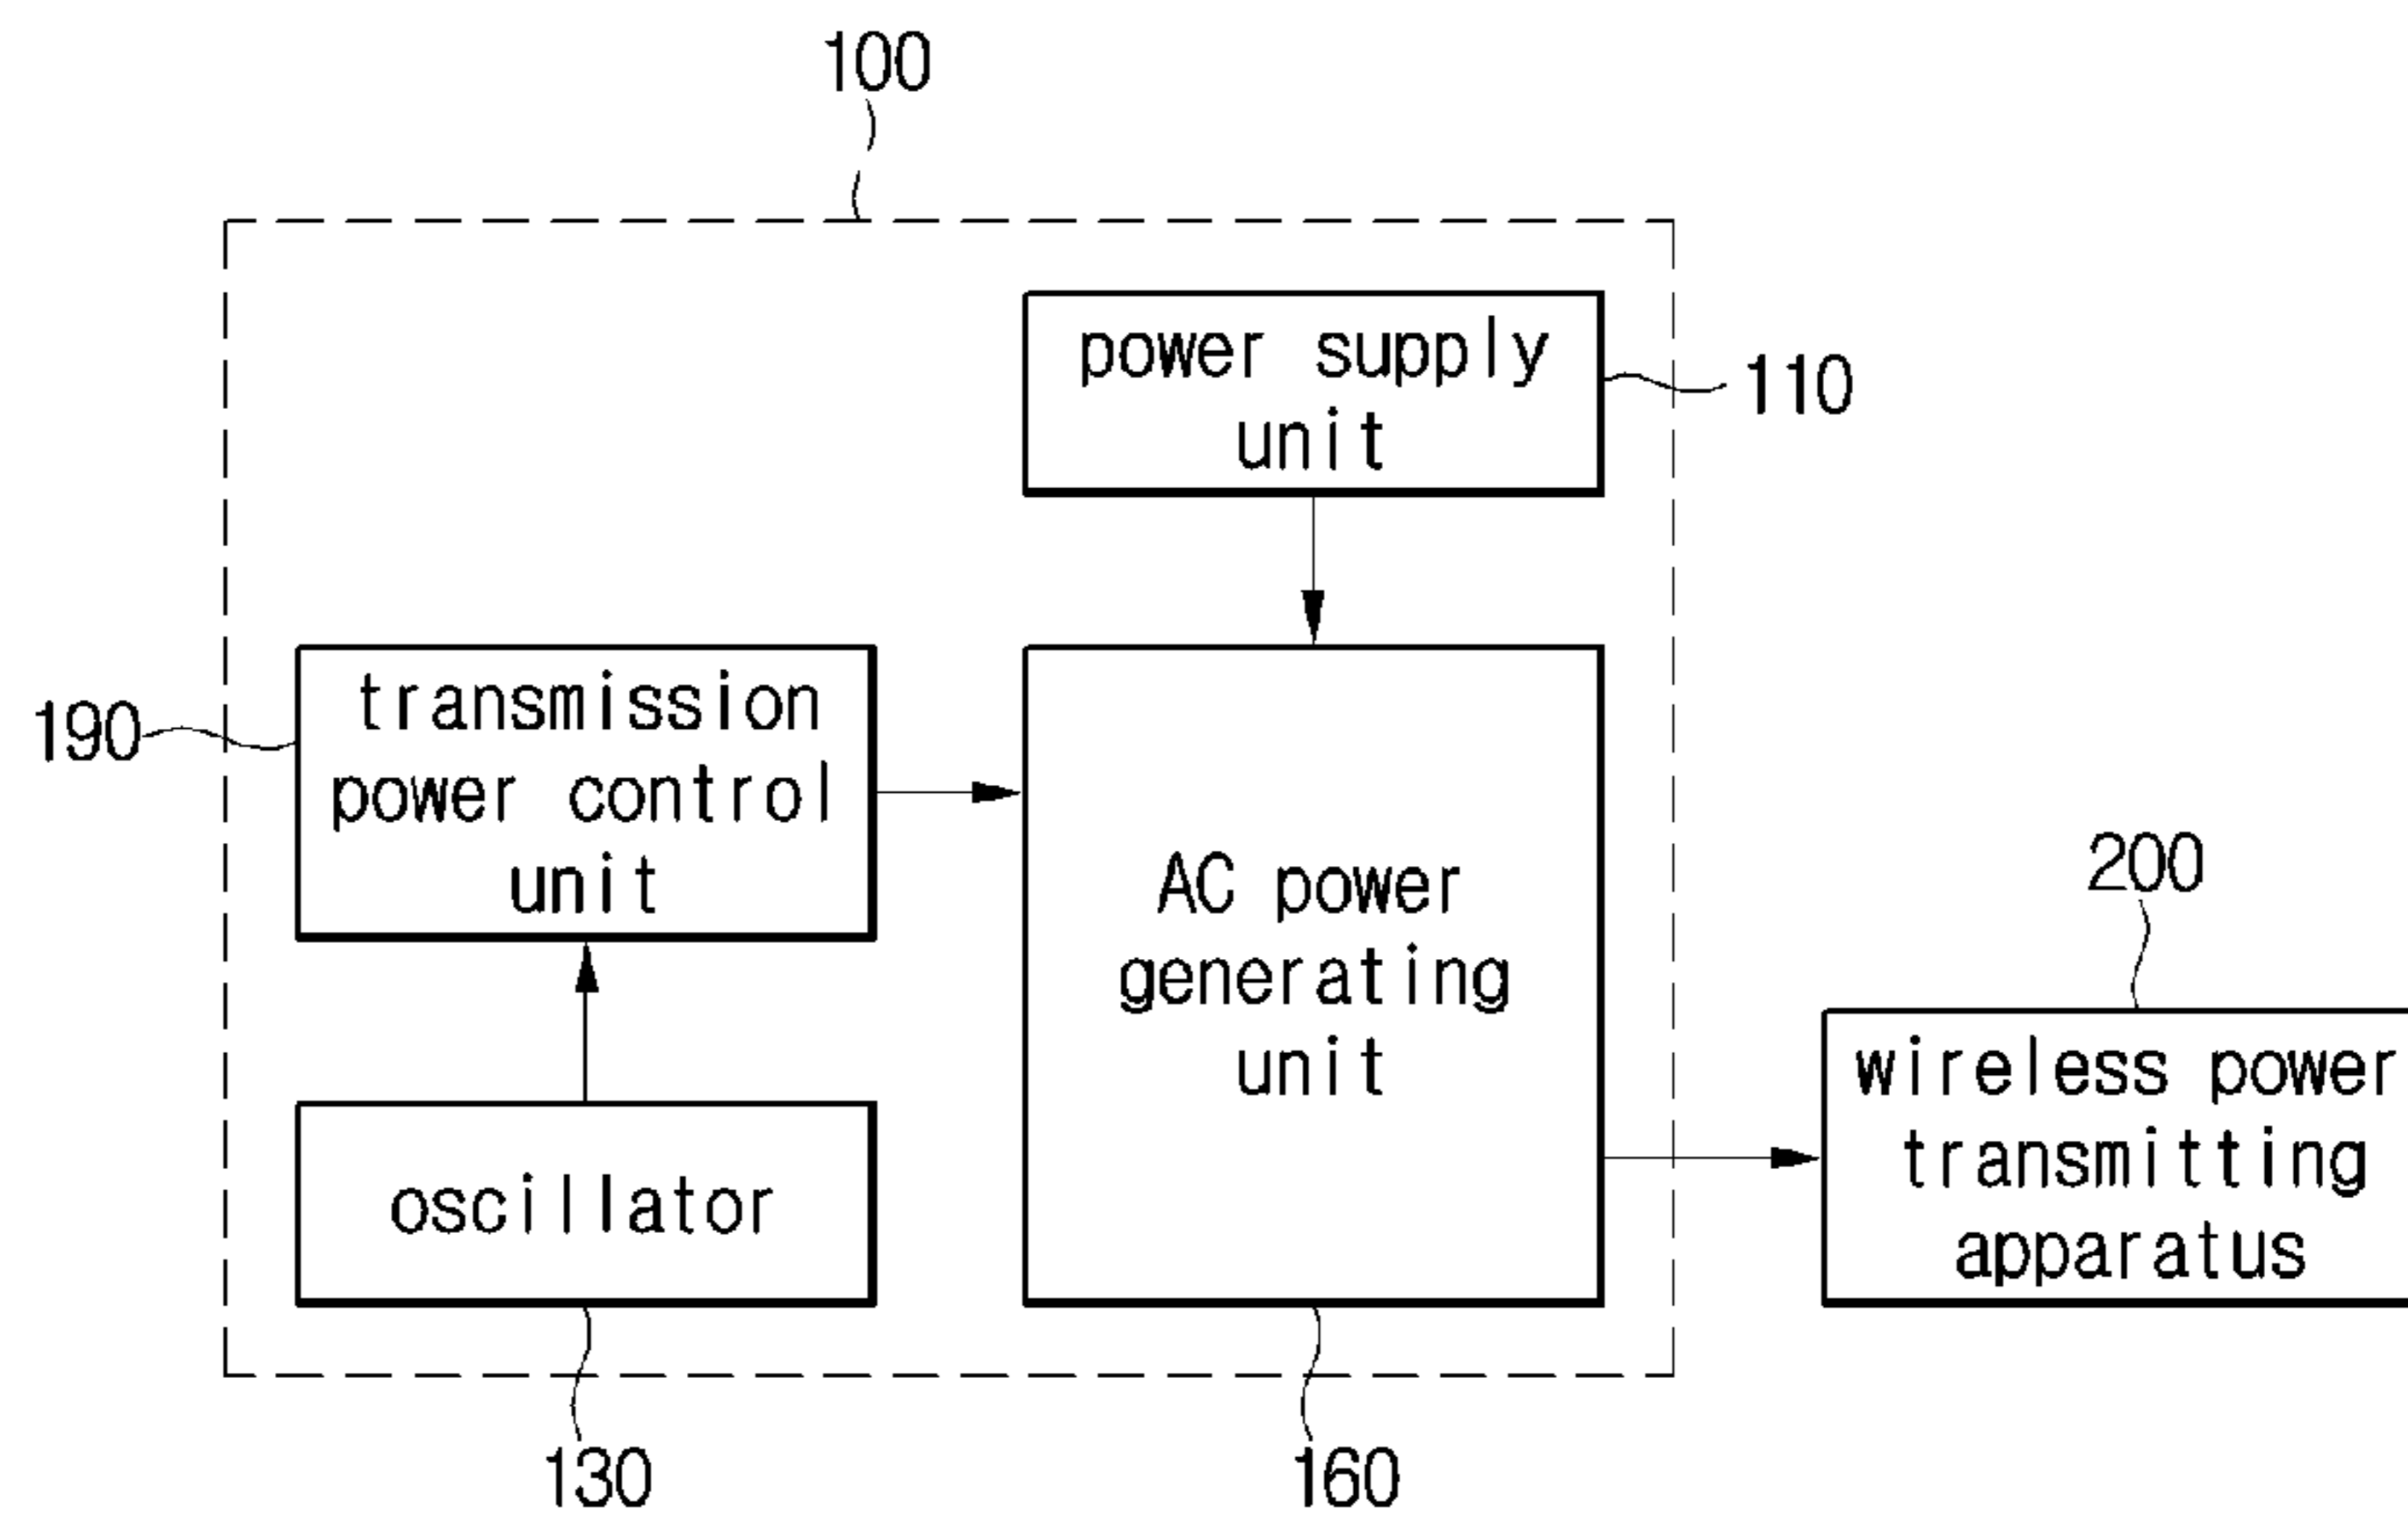 100
power supply
unit
110
transmission
power control
unit
190
AC power
generating
unit
200
wireless power
transmitting
apparatus
oscillator
130
160